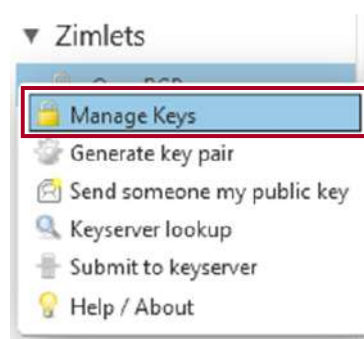 Zimlets
Manage Keys
Generate key pair
Send someone my public key
Keyserver lookup
Submit to keyserver
Help / About